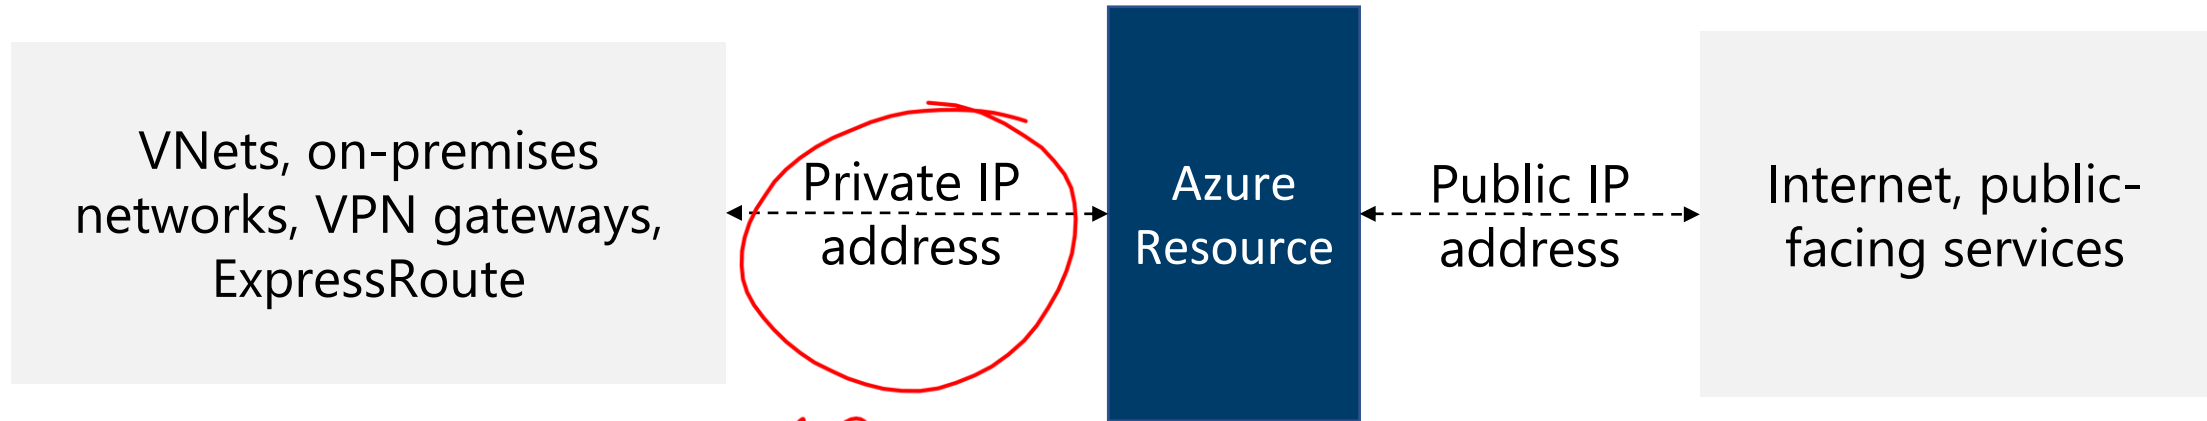 VNets, on-premises
networks, VPN gateways,
ExpressRoute
Private IP
address
Azure
Resource
Public IP
address
Internet, public-
facing services